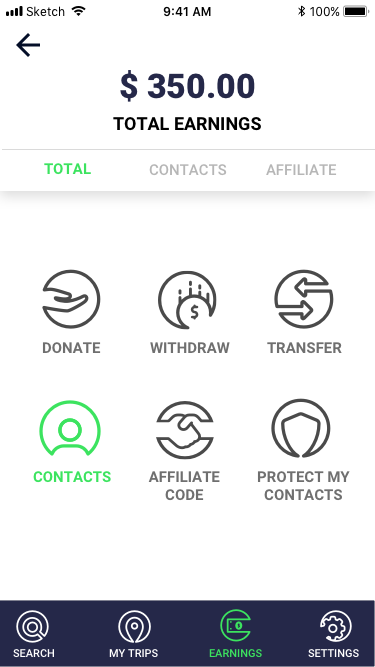 Sketch 9:41 AM 100%
$ 350.00
TOTAL EARNINGS
TOTAL CONTACTS AFFILIATE
$
DONATE WITHDRAW TRANSFER
CONTACTS AFFILIATE PROTECT MY
CODE CONTACTS
SEARCH MY TRIPS EARNINGS SETTINGS